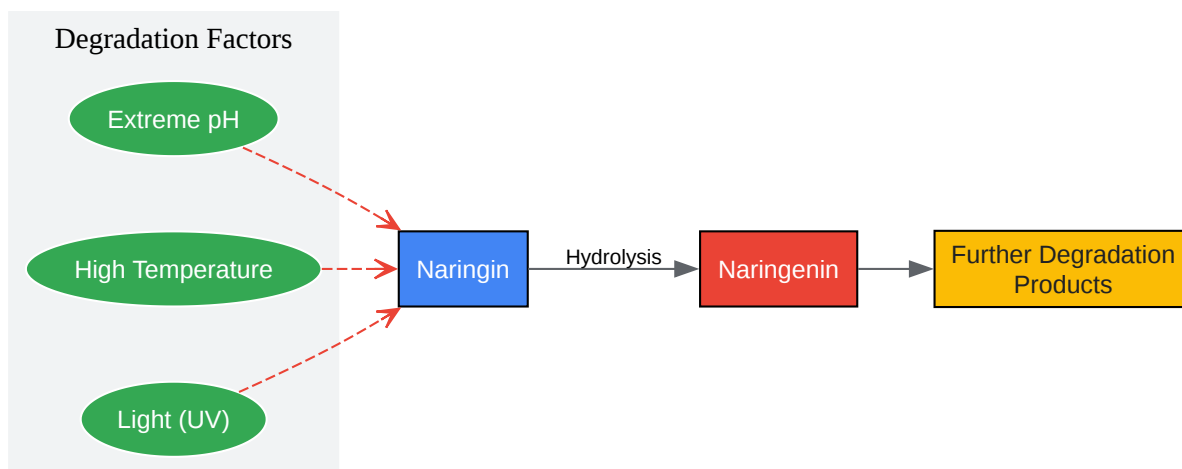 Degradation Factors
Extreme pH
High Temperature
Light (UV)
Naringin
Hydrolysis
Naringenin
Further Degradation
Products